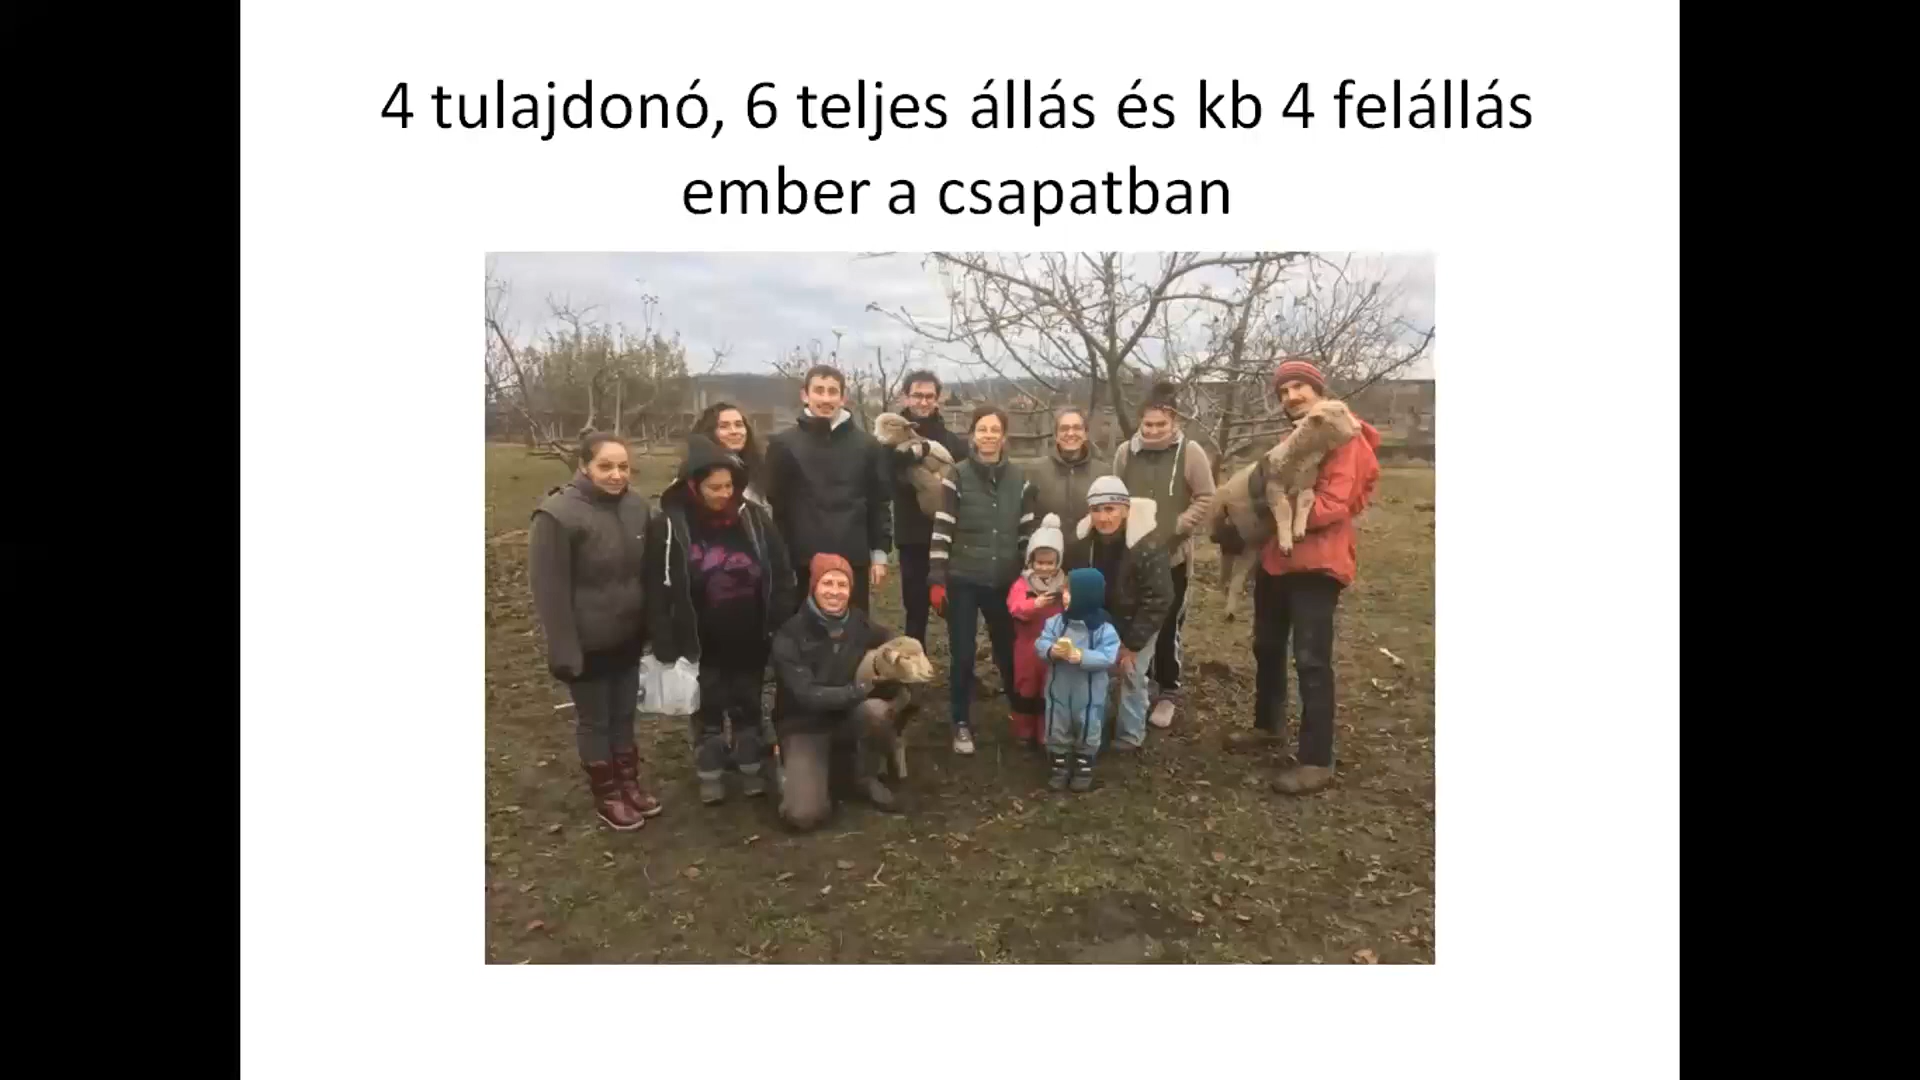 4 tulajdonó, 6 teljes állás és kb 4 felállás
ember a csapatban